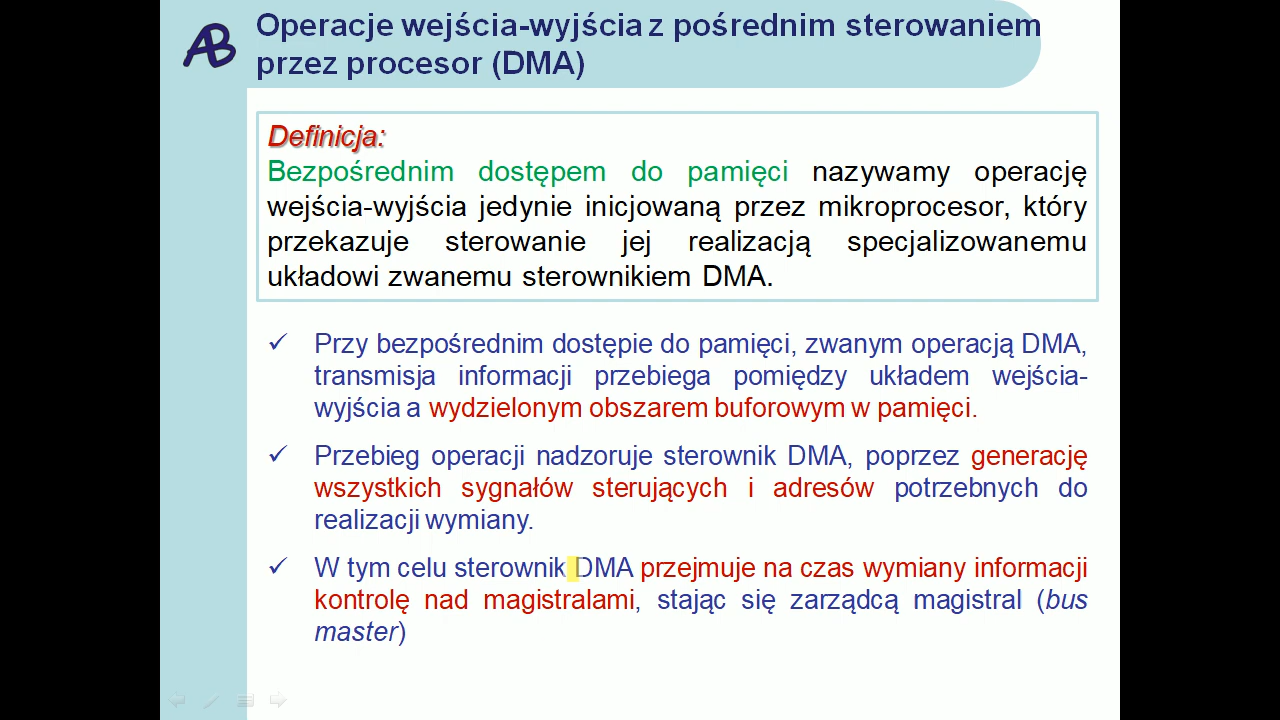 AB
Operacje wejścia-wyjścia z pośrednim sterowaniem
przez procesor (DMA)
Definicja:
Bezpośrednim dostępem do pamięci nazywamy operację
wejścia-wyjścia jedynie inicjowaną przez mikroprocesor, który
przekazuje sterowanie jej realizacją specjalizowanemu
układowi zwanemu sterownikiem DMA.
✓ Przy bezpośrednim dostępie do pamięci, zwanym operacją DMA,
transmisja informacji przebiega pomiędzy układem wejścia-
wyjścia a wydzielonym obszarem buforowym w pamięci.
✓ Przebieg operacji nadzoruje sterownik DMA, poprzez generację
wszystkich sygnałów sterujących i adresów potrzebnych do
realizacji wymiany.
✓ W tym celu sterownik DMA przejmuje na czas wymiany informacji
kontrolę nad magistralami, stając się zarządcą magistral (bus
master)